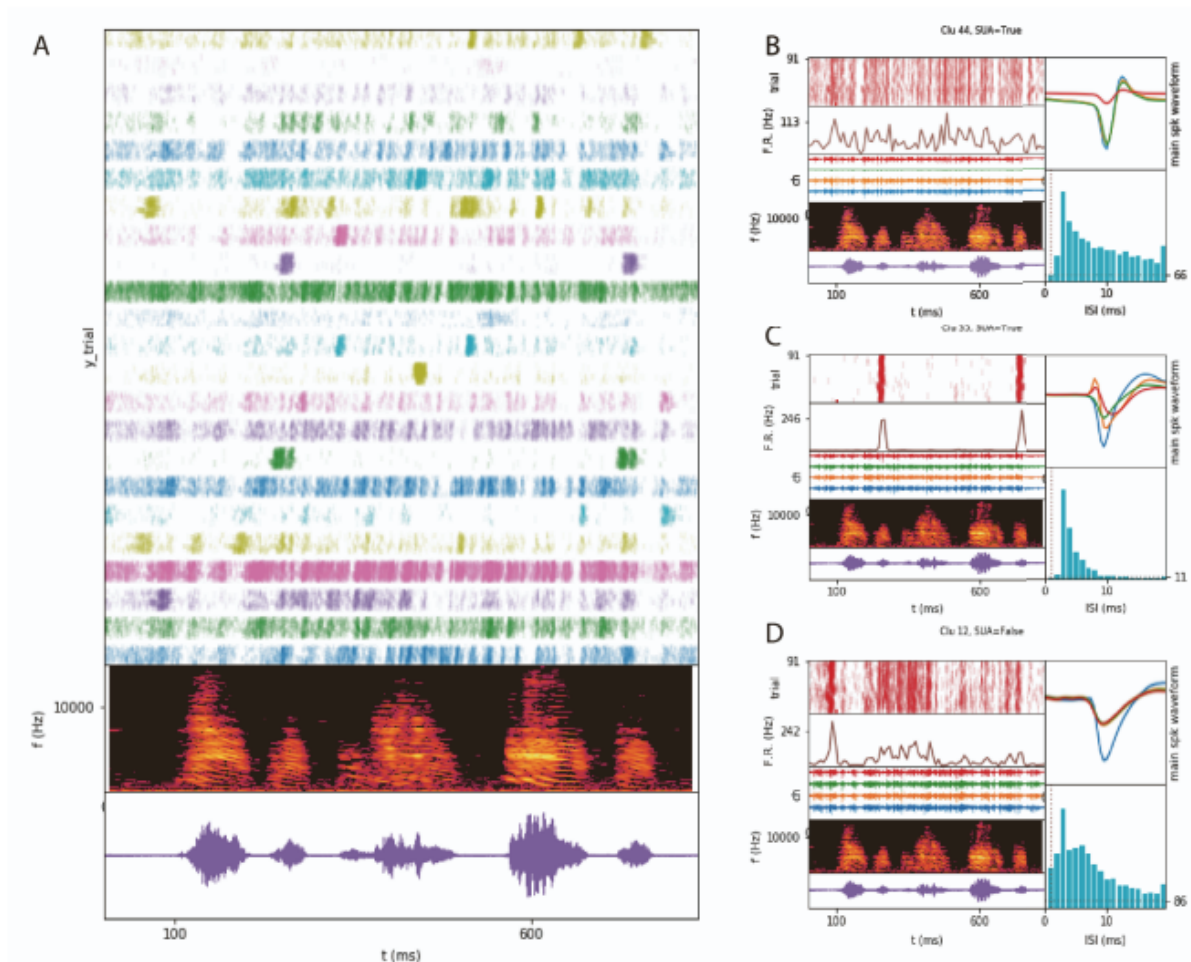 A
y_trial
10000
f (Hz)
100
600
t (ms)
B
Clu 44, SUA=True
91
trial
113
F.R. (Hz)
10000
f (Hz)
100
600
t (ms)
main spk waveform
66
0
10
ISI (ms)
C
SUA=True
91
trial
246
F.R. (Hz)
10000
f (Hz)
100
600
t (ms)
main spk waveform
11
0
10
ISI (ms)
D
Clu 12, SUA=False
91
trial
242
F.R. (Hz)
10000
f (Hz)
100
600
t (ms)
main spk waveform
86
0
10
ISI (ms)